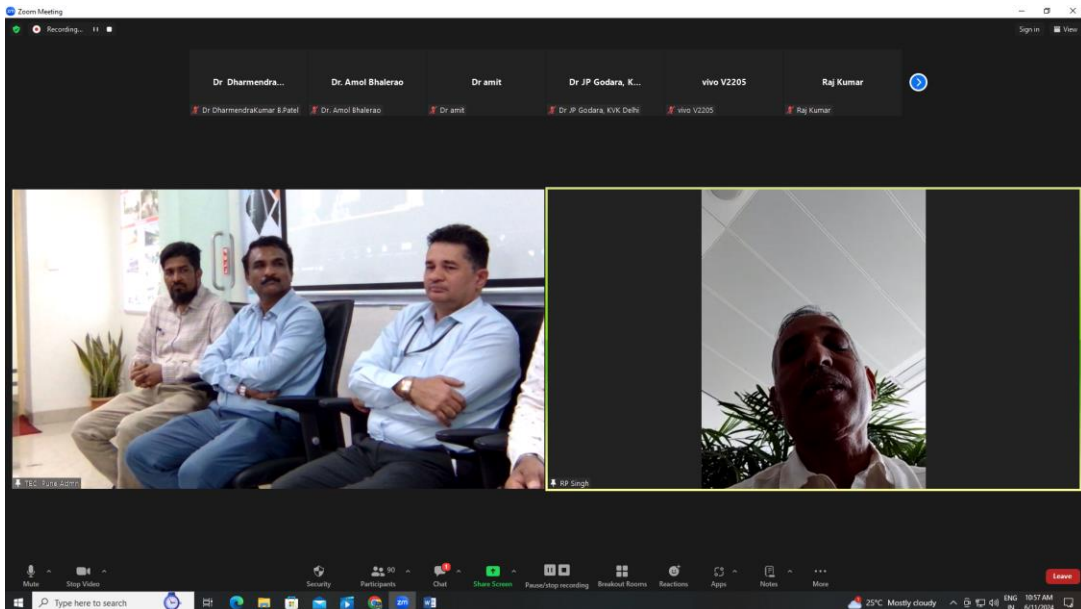 Zoom Meeting
Recording...
Sign in
View
Dr Dharmendra...
Dr. Amol Bhalerao
Dr amit
Dr JP Godara, K...
vivo V2205
Raj Kumar
Dr DharmendraKumar B.Patel
Dr. Amol Bhalerao
Dr amit
Dr JP Godara, KVK Delhi
vivo V2205
Raj Kumar
TEC Pune Admn
RP Singh
Mute
Stop Video
Security
Participants
90
Chat
1
Share Screen
Pause/stop recording
Breakout Rooms
Reactions
Apps
Notes
More
Leave
Type here to search
zm
25°C Mostly cloudy
ENG
IN
10:57 AM
6/11/2024